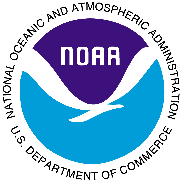 NATIONAL OCEANIC AND ATMOSPHERIC ADMINISTRATION
NOAA
U.S. DEPARTMENT OF COMMERCE